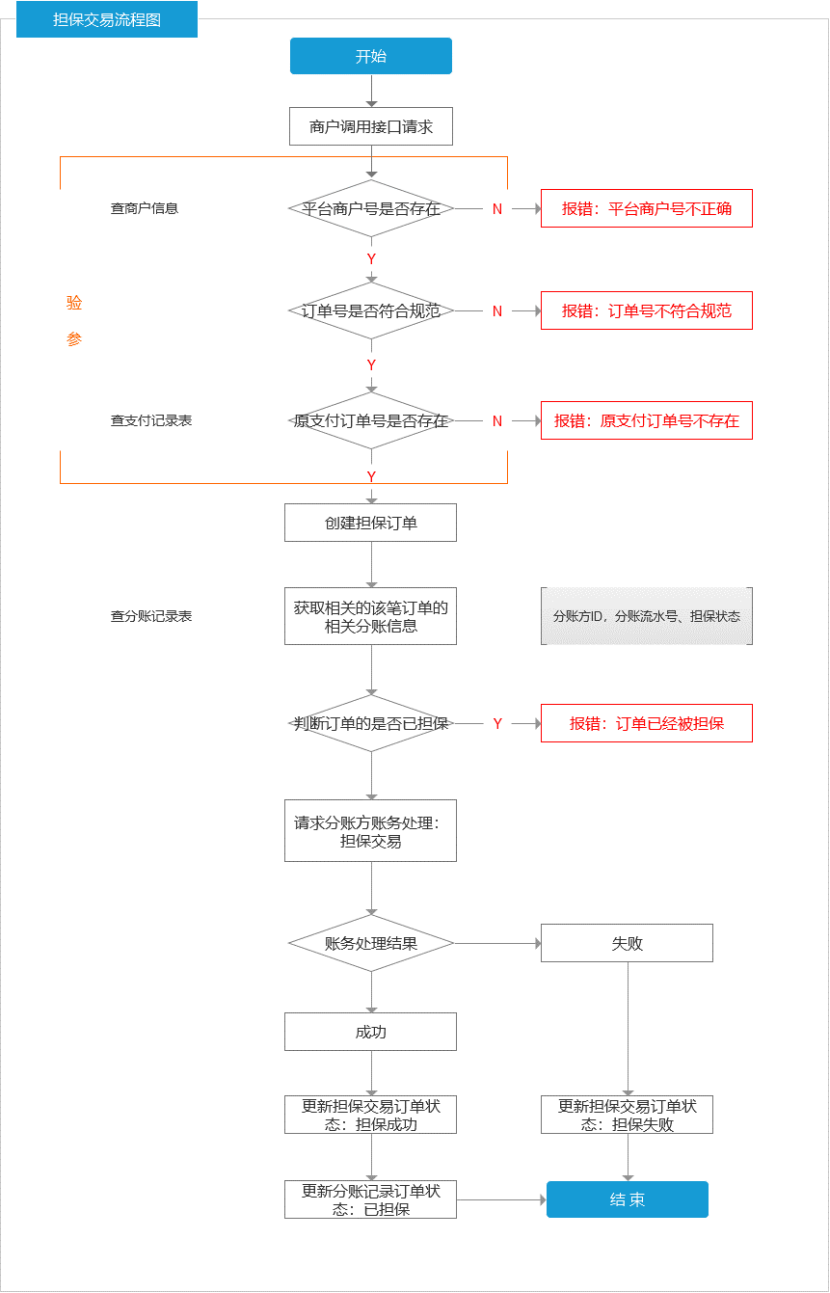 担保交易流程图
开始
商户调用接口请求
查商户信息
平台商户号是否存在
N
报错：平台商户号不正确
Y
验
参
订单号是否符合规范
N
报错：订单号不符合规范
Y
查支付记录表
原支付订单号是否存在
N
报错：原支付订单号不存在
Y
创建担保订单
查分账记录表
获取相关的该笔订单的
相关分账信息
分账方ID，分账流水号、担保状态
判断订单的是否已担保
Y
报错：订单已经被担保
请求分账方账务处理：
担保交易
账务处理结果
失败
成功
更新担保交易订单状
态：担保成功
更新担保交易订单状
态：担保失败
更新分账记录订单状
态：已担保
结 束